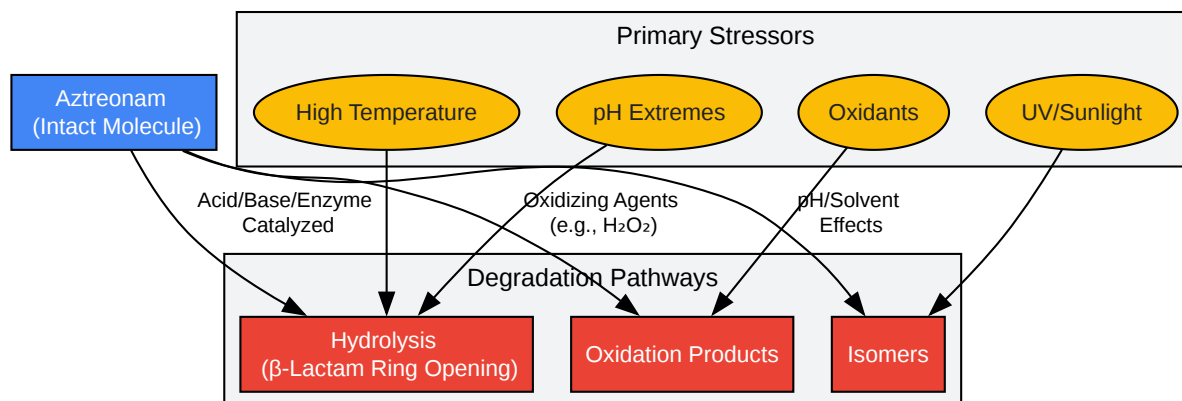 Primary Stressors
Aztreonam
(Intact Molecule)
High Temperature
pH Extremes
Oxidants
UV/Sunlight
Acid/Base/Enzyme
Catalyzed
Oxidizing Agents
(e.g., H₂O₂)
pH/Solvent
Effects
Degradation Pathways
Hydrolysis
(β-Lactam Ring Opening)
Oxidation Products
Isomers